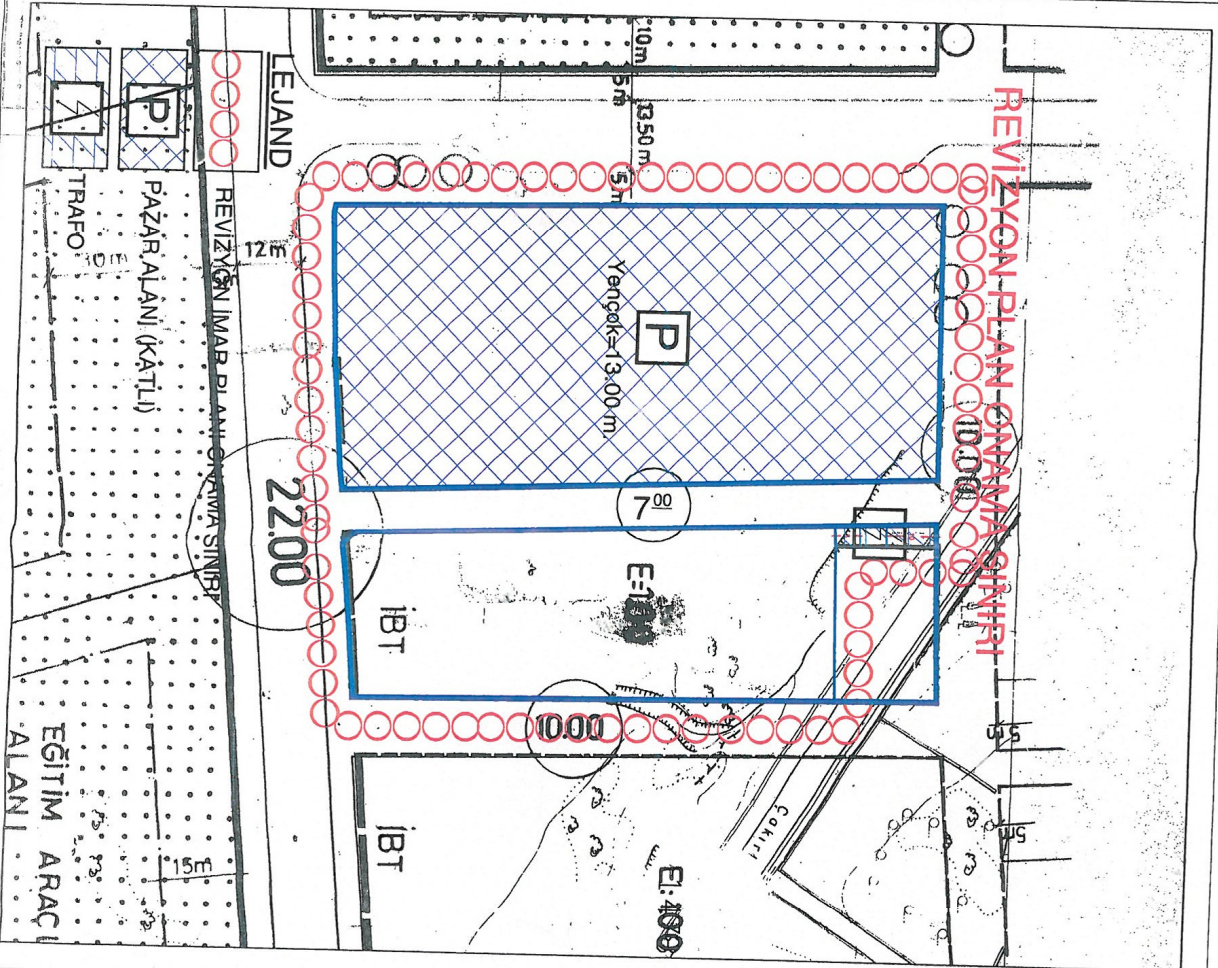 REVİZYON PLAN ONAMA SINIRI
LEJAND
REVİZYON İMAR PLANI ONAMA SINIRI
P
PAZAR ALANI (KATLI)
TRAFO
10m
5m
13.50 m
5m
12m
10m
P
Yençok=13.00 m.
10.00
7.00
22.00
İBT
10.00
İBT
Çakırı
5m
5m
15m
EĞİTİM ARAÇ
ALANI